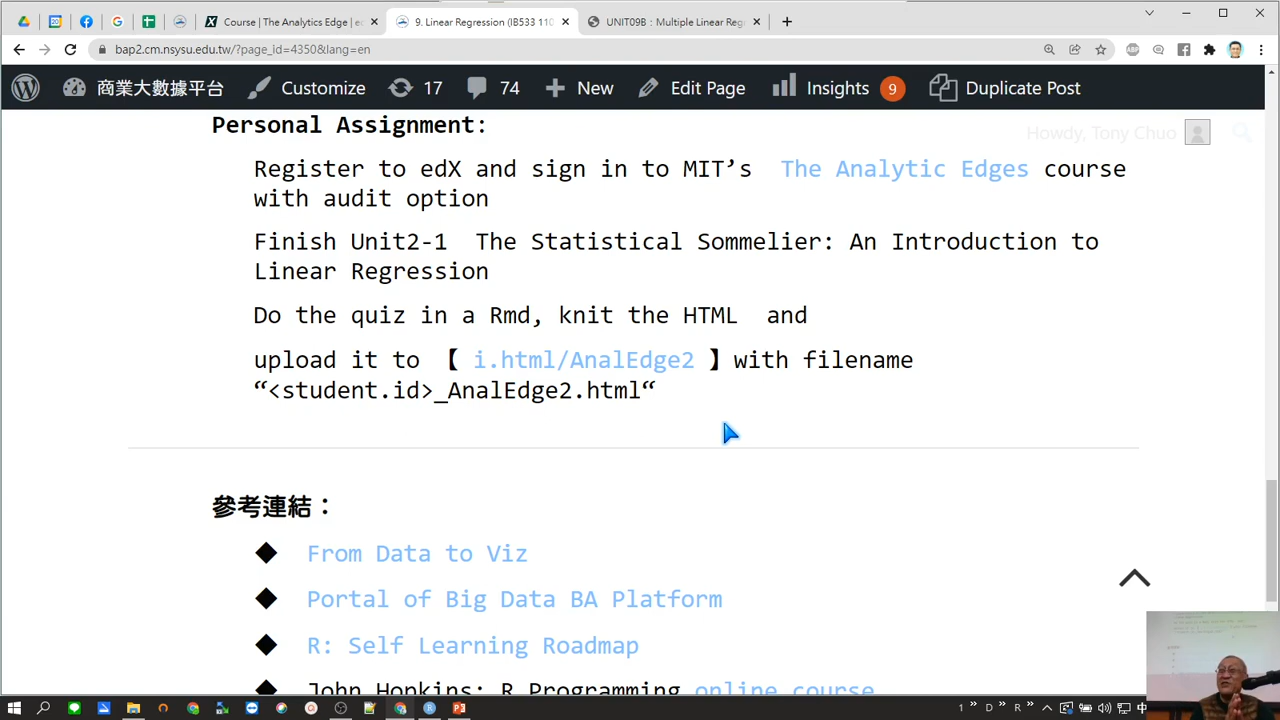 Course | The Analytics Edge | e
9. Linear Regression (IB533 110
UNIT09B：Multiple Linear Reg
bap2.cm.nsysu.edu.tw/?page_id=4350&lang=en
商業大數據平台 Customize 17 74 New Edit Page Insights 9 Duplicate Post
Howdy, Tony Chuo
Personal Assignment:
Register to edX and sign in to MIT’s The Analytic Edges course
with audit option
Finish Unit2-1 The Statistical Sommelier: An Introduction to
Linear Regression
Do the quiz in a Rmd, knit the HTML and
upload it to 【 i.html/AnalEdge2 】with filename
“<student.id>_AnalEdge2.html“
參考連結：
From Data to Viz
Portal of Big Data BA Platform
R: Self Learning Roadmap
John Hopkins: R Programming online course
1 D R 中